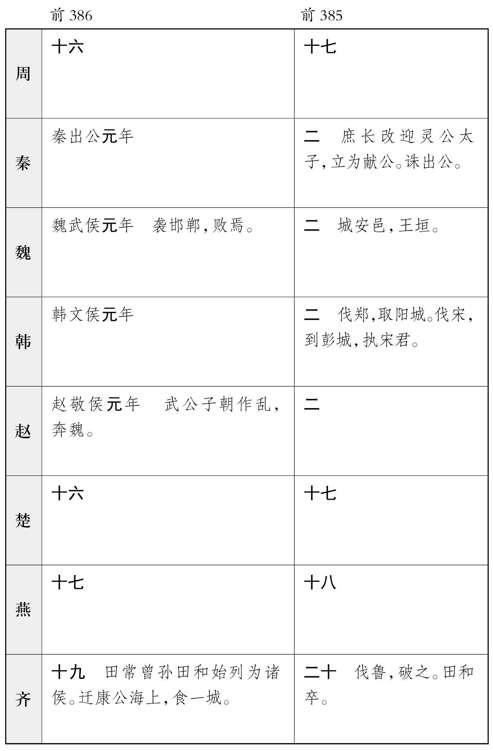 前 386 前 385
周 十六 十七
秦 秦出公元年 二 庶长改迎灵公太
子，立为献公。诛出公。
魏 魏武侯元年 袭邯郸，败焉。 二 城安邑，王垣。
韩 韩文侯元年 二 伐郑，取阳城。伐宋，
到彭城，执宋君。
赵 赵敬侯元年 武公子朝作乱， 二
奔魏。
楚 十六 十七
燕 十七 十八
齐 十九 田常曾孙田和始列为诸 二十 伐鲁，破之。田和
侯。迁康公海上，食一城。 卒。